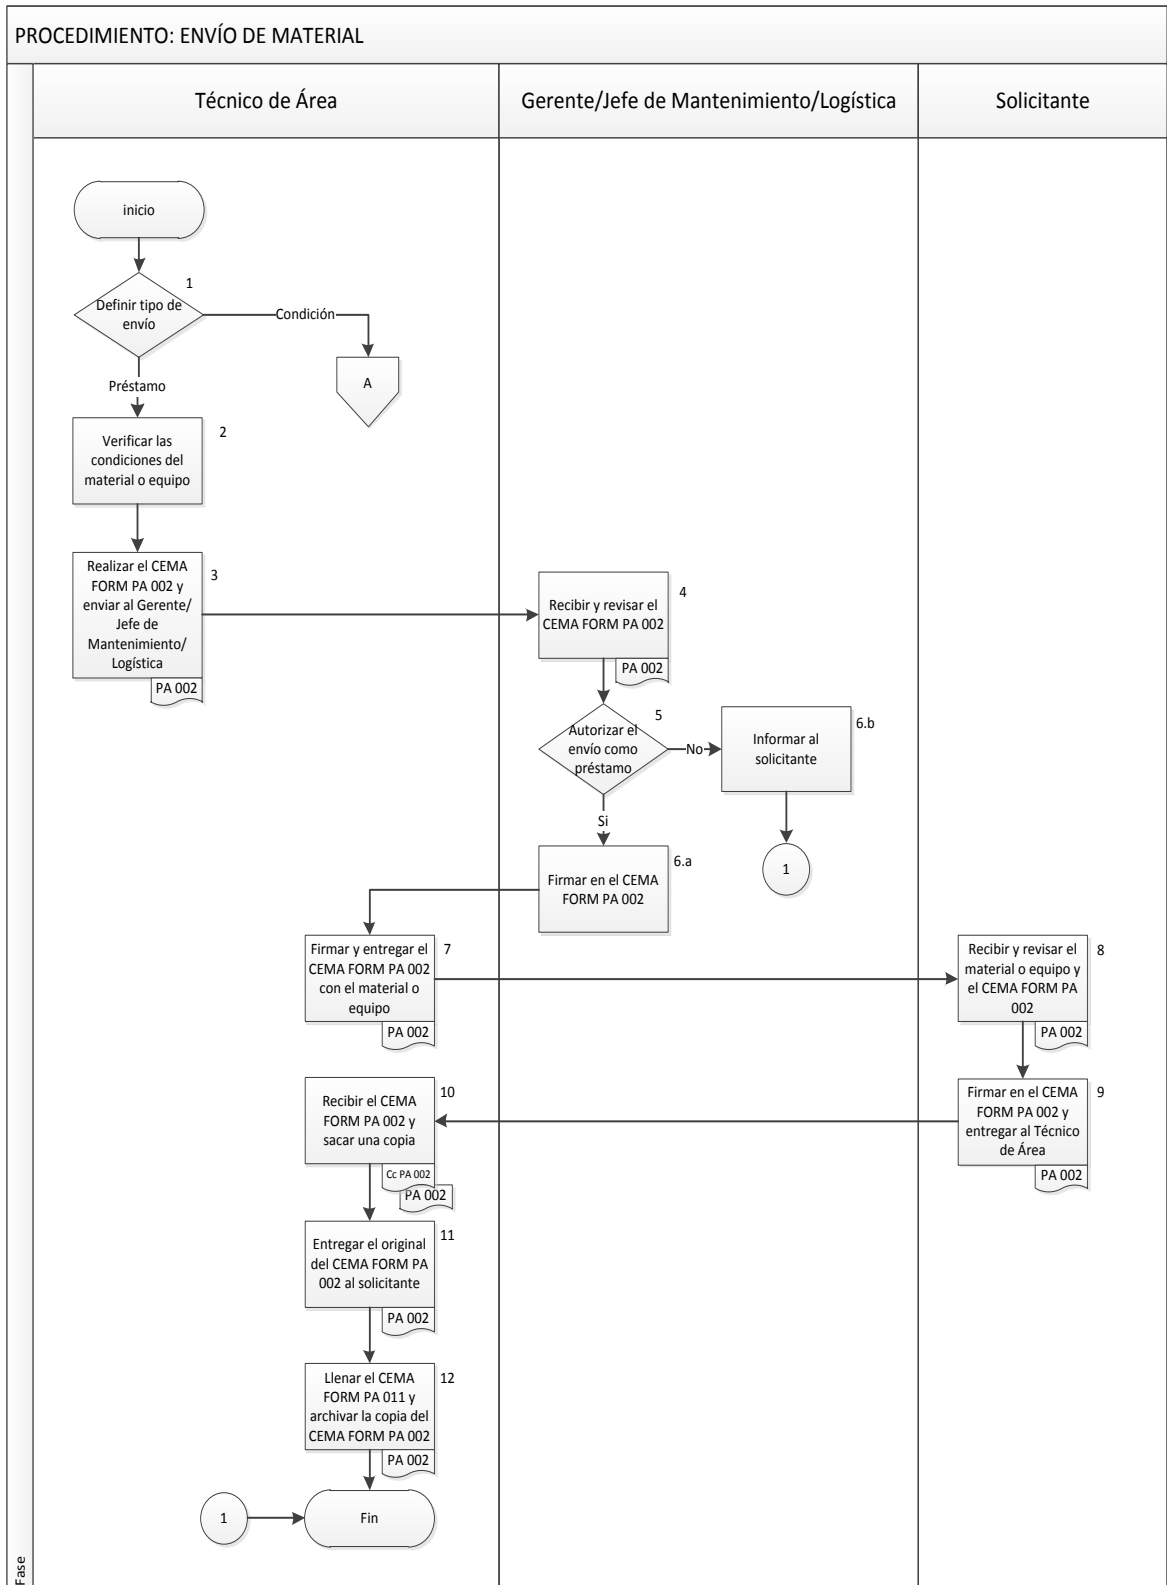 PROCEDIMIENTO: ENVÍO DE MATERIAL
Técnico de Área
Gerente/Jefe de Mantenimiento/Logística
Solicitante
inicio
1
Definir tipo de
envío
Condición
A
Préstamo
2
Verificar las
condiciones del
material o equipo
3
Realizar el CEMA
FORM PA 002 y
enviar al Gerente/
Jefe de
Mantenimiento/
Logística
PA 002
4
Recibir y revisar el
CEMA FORM PA 002
PA 002
5
Autorizar el
envío como
préstamo
No
6.b
Informar al
solicitante
1
Si
6.a
Firmar en el CEMA
FORM PA 002
7
Firmar y entregar el
CEMA FORM PA 002
con el material o
equipo
PA 002
8
Recibir y revisar el
material o equipo y
el CEMA FORM PA
002
PA 002
9
Firmar en el CEMA
FORM PA 002 y
entregar al Técnico
de Área
PA 002
10
Recibir el CEMA
FORM PA 002 y
sacar una copia
Cc PA 002
PA 002
11
Entregar el original
del CEMA FORM PA
002 al solicitante
PA 002
12
Llenar el CEMA
FORM PA 011 y
archivar la copia del
CEMA FORM PA 002
PA 002
1
Fin
Fase